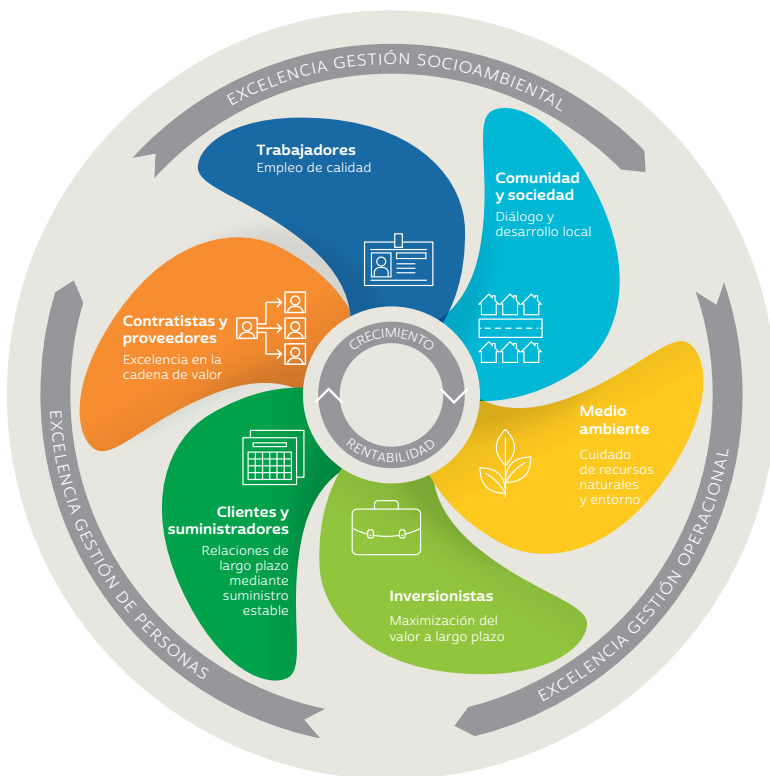 EXCELENCIA GESTIÓN SOCIOAMBIENTAL
Trabajadores
Empleo de calidad
Comunidad
y sociedad
Diálogo y
desarrollo local
Contratistas y
proveedores
Excelencia en la
cadena de valor
CRECIMIENTO
RENTABILIDAD
Medio
ambiente
Cuidado
de recursos
naturales
y entorno
Clientes y
suministradores
Relaciones de
largo plazo
mediante
suministro
estable
Inversionistas
Maximización del
valor a largo plazo
EXCELENCIA GESTIÓN DE PERSONAS
EXCELENCIA GESTIÓN OPERACIONAL